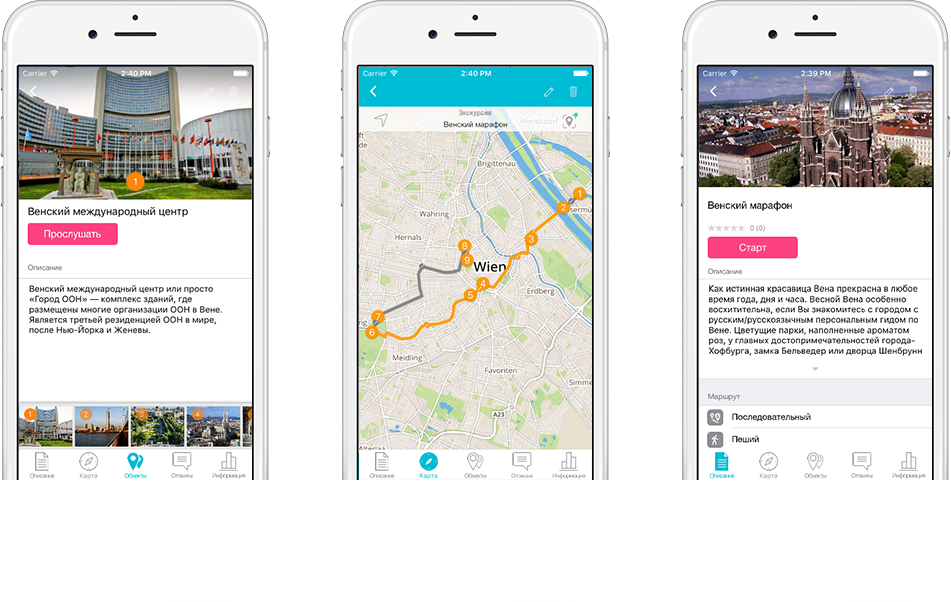 Carrier 2:40 PM
1
Венский международный центр
Прослушать
Описание
Венский международный центр или просто
«Город ООН» — комплекс зданий, где
размещены многие организации ООН в Вене.
Является третьей резиденцией ООН в мире,
после Нью-Йорка и Женевы.
1 2 3 4
Описание Карта Объекты Отзывы Информация
Carrier 2:40 PM
Экскурсия
Венский марафон
Floridsdorf
Brigittenau
1
2
Währing
3
Hernals
8
9
Wien
4
5
Erdberg
7
6
Meidling
Favoriten
Simme
A23
Alterlaa
Описание Карта Объекты Отзывы Информация
Carrier 2:39 PM
Венский марафон
0 (0)
Старт
Описание
Как истинная красавица Вена прекрасна в любое
время года, дня и часа. Весной Вена особенно
восхитительна, если Вы знакомитесь с городом с
русским/русскоязычным персональным гидом по
Вене. Цветущие парки, наполненные ароматом
роз, у главных достопримечательностей города-
Хофбурга, замка Бельведер или дворца Шенбрунн
Маршрут
Последовательный
Пеший
Описание Карта Объекты Отзывы Информация